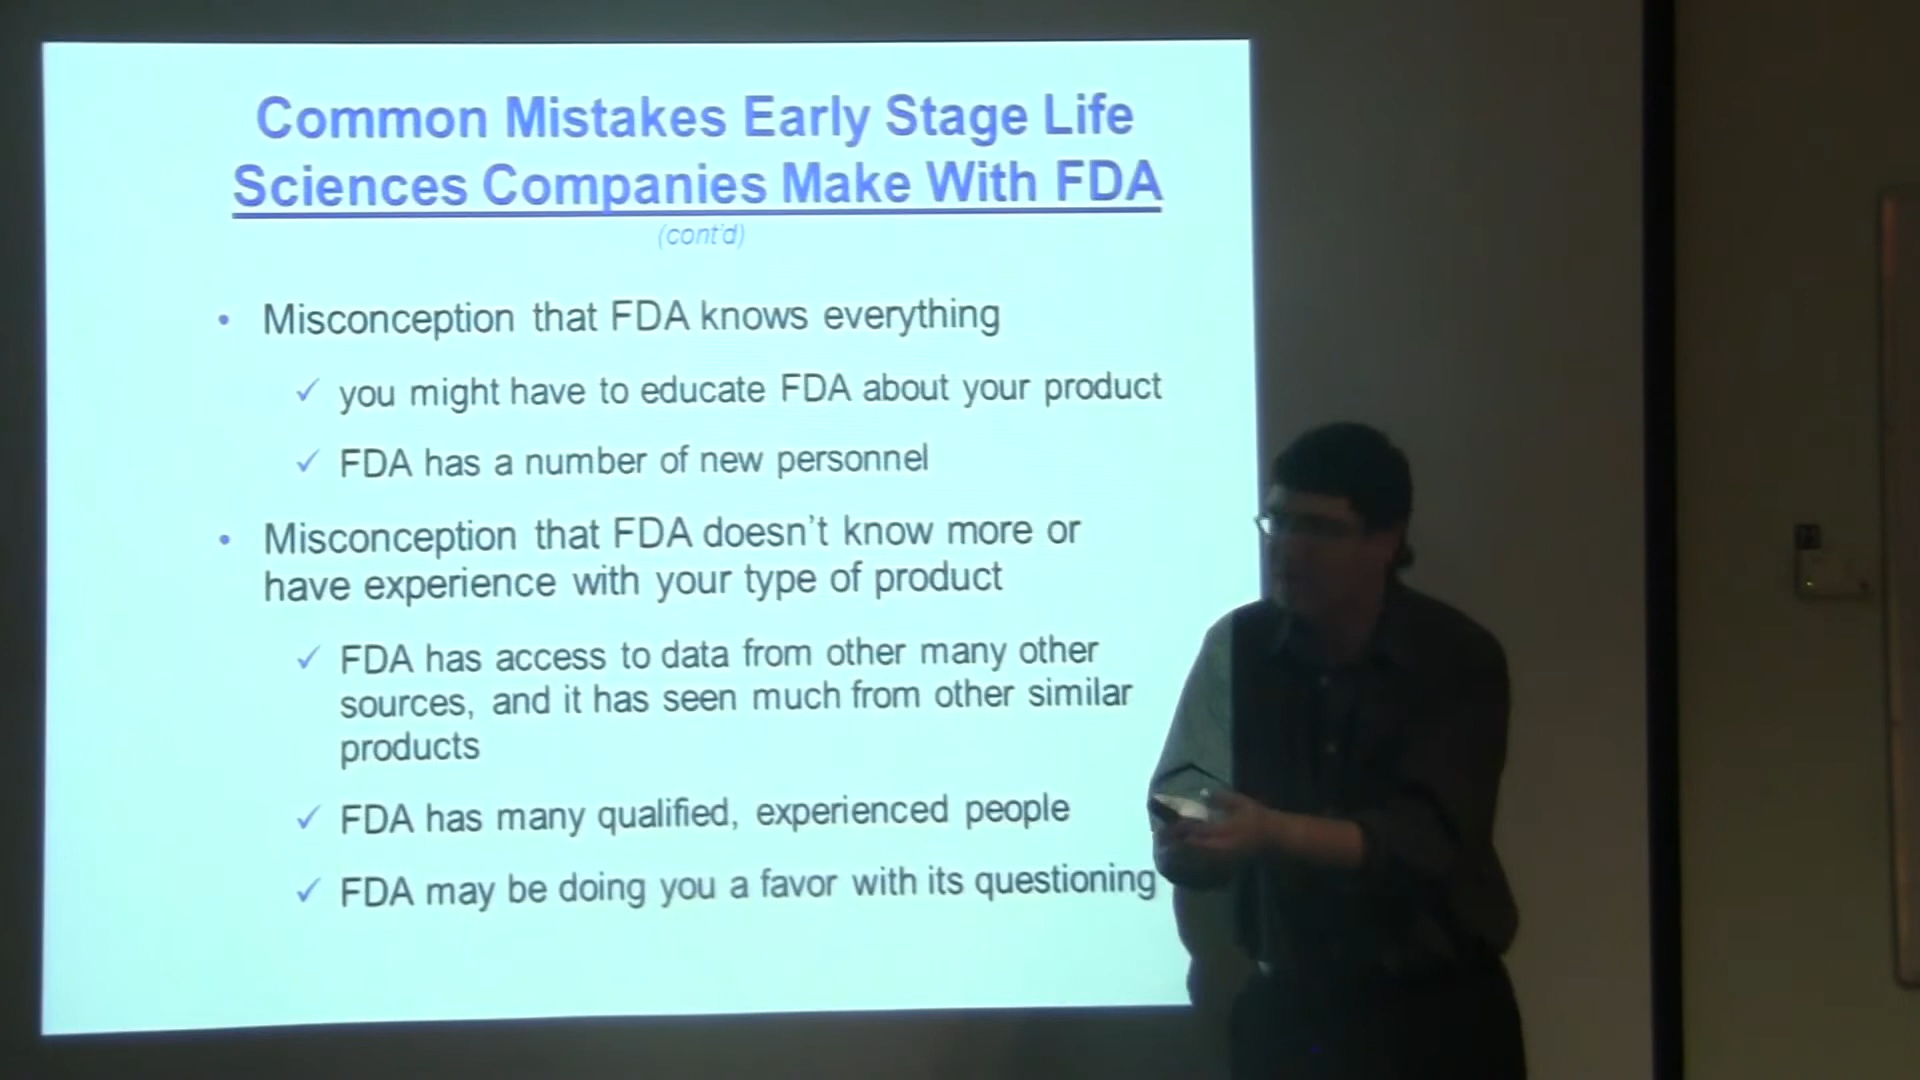 Common Mistakes Early Stage Life
Sciences Companies Make With FDA
(cont'd)
• Misconception that FDA knows everything
✓ you might have to educate FDA about your product
✓ FDA has a number of new personnel
• Misconception that FDA doesn't know more or
have experience with your type of product
✓ FDA has access to data from other many other
sources, and it has seen much from other similar
products
✓ FDA has many qualified, experienced people
✓ FDA may be doing you a favor with its questioning